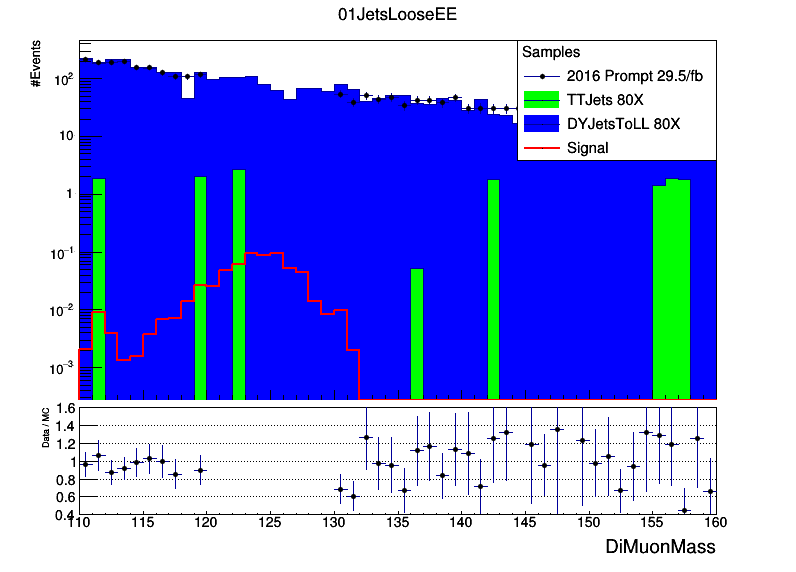 01JetsLooseEE
#Events
10²
10
1
10⁻¹
10⁻²
10⁻³
Samples
2016 Prompt 29.5/fb
TTJets 80X
DYJetsToLL 80X
Signal
Data / MC
1.6
1.4
1.2
1
0.8
0.6
0.4
110 115 120 125 130 135 140 145 150 155 160
DiMuonMass